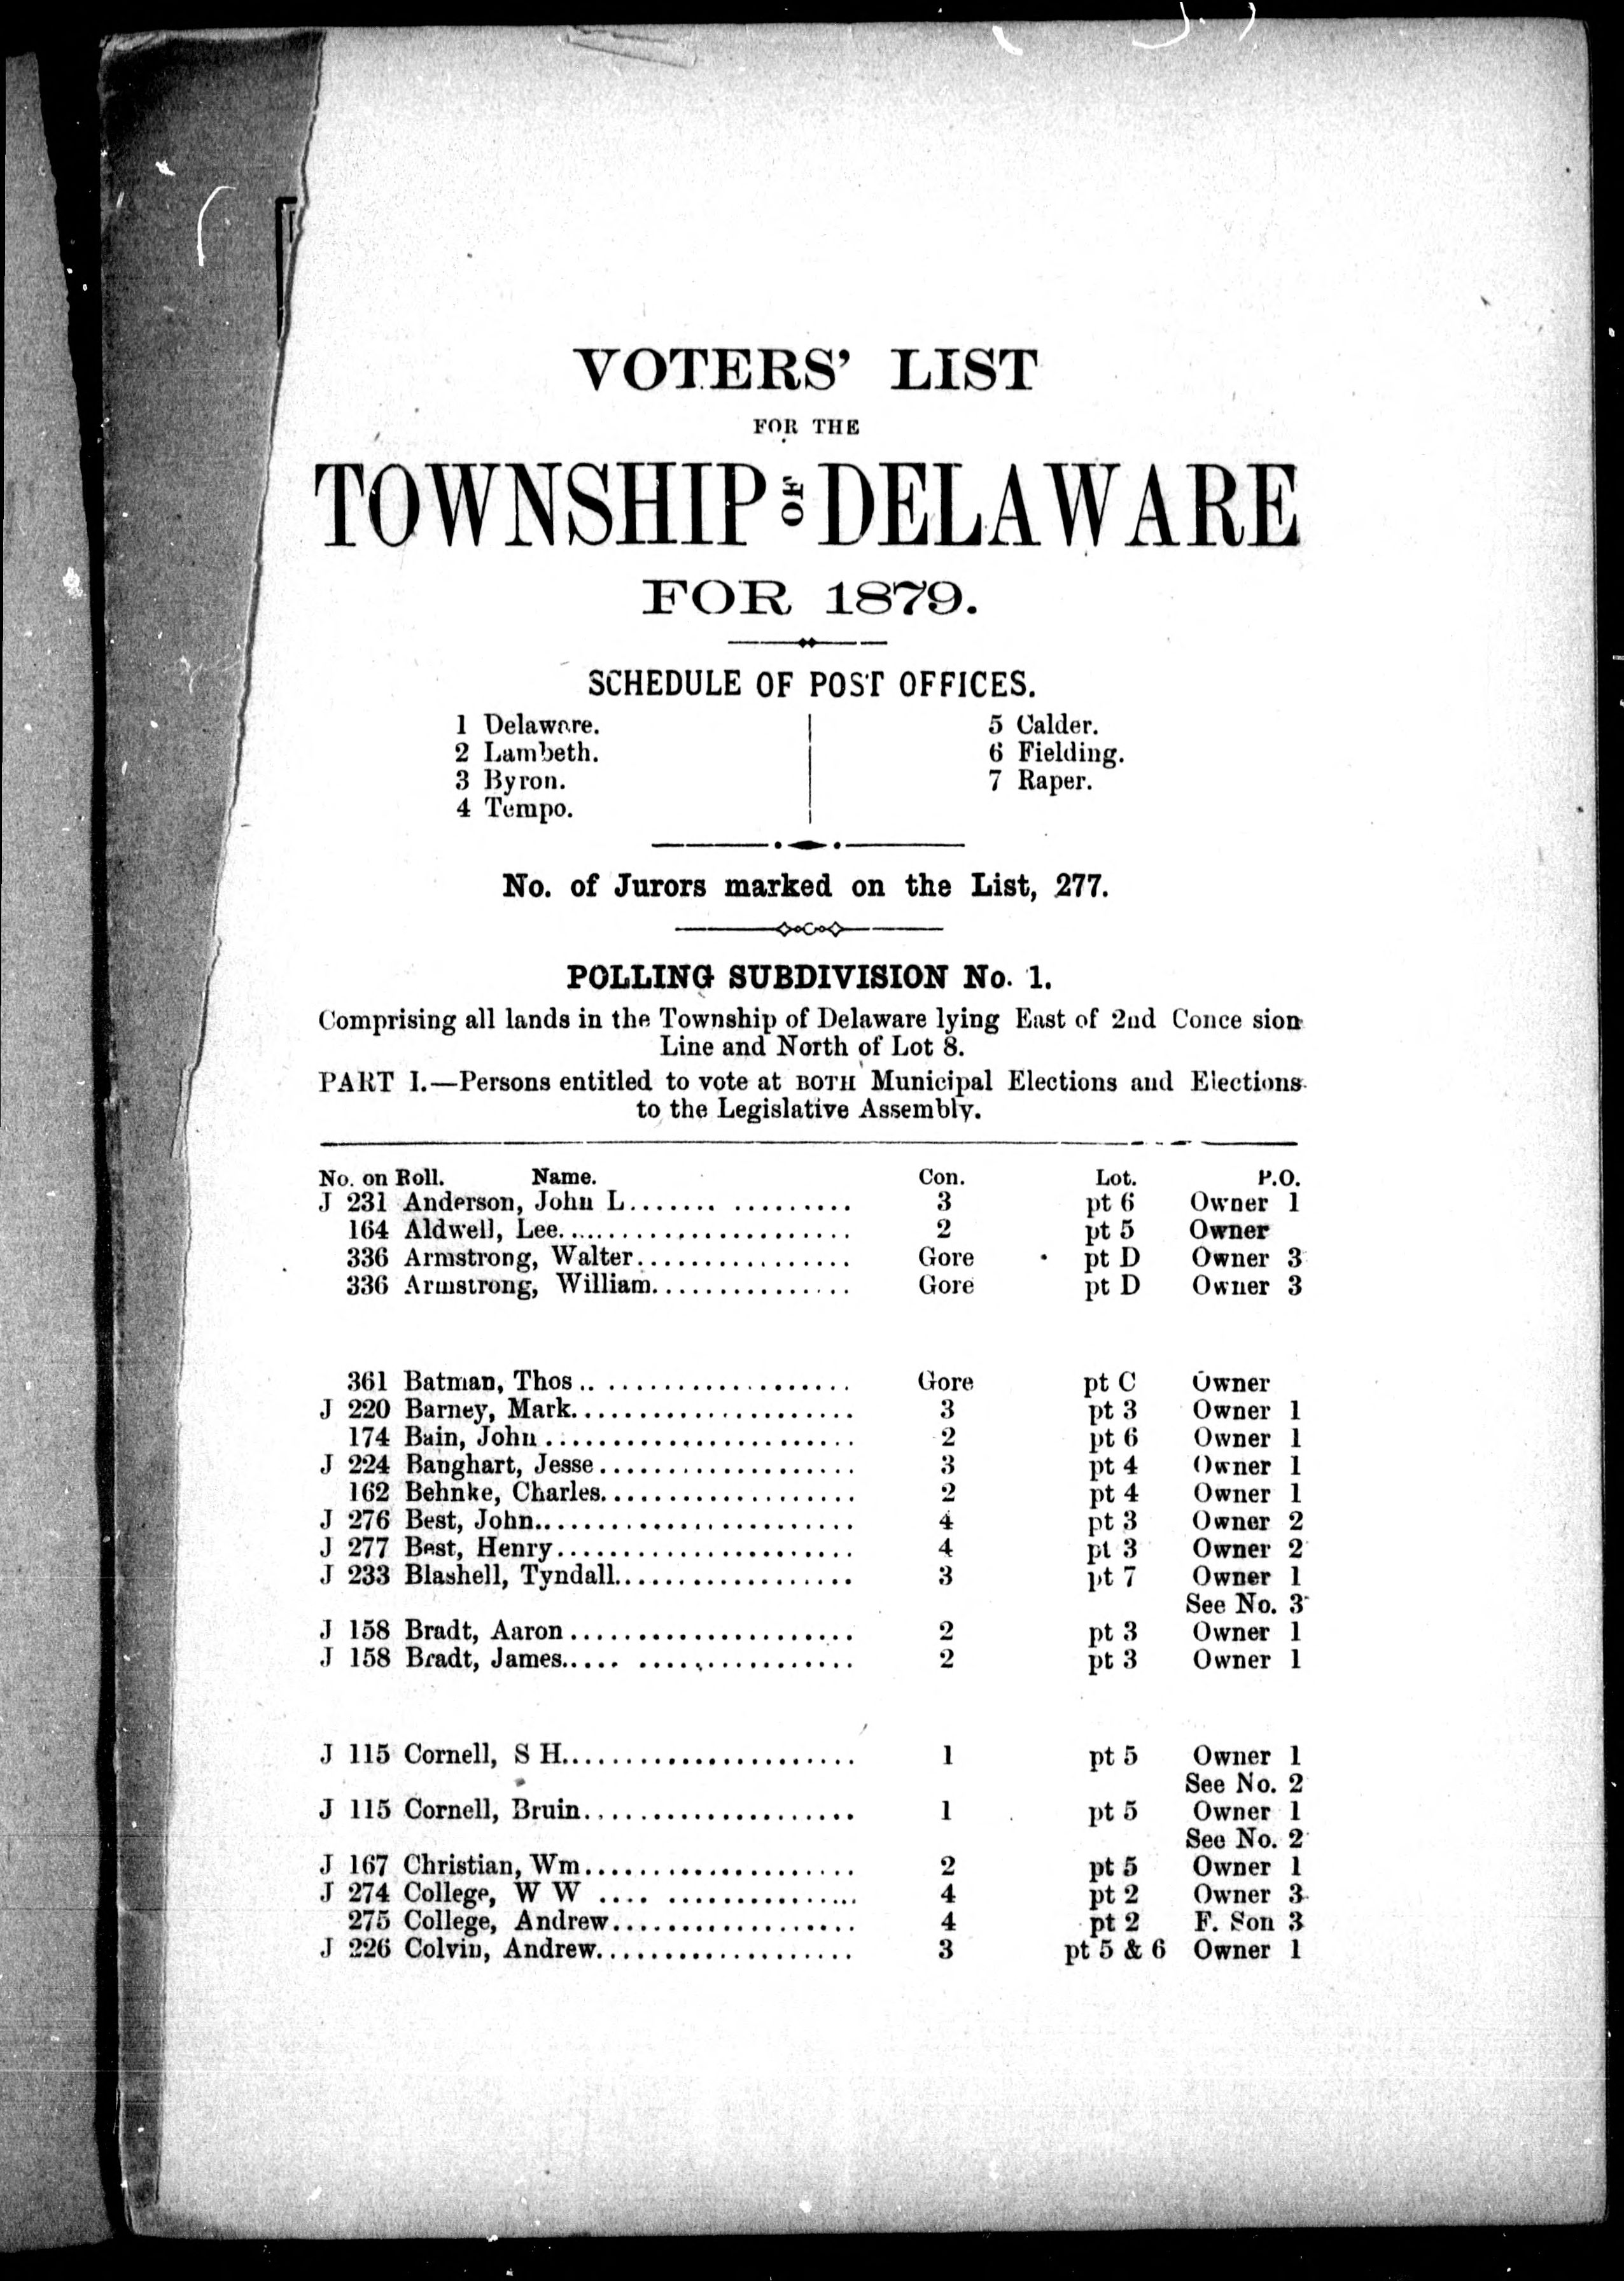 VOTERS' LIST
FOR THE
TOWNSHIP OF DELAWARE
FOR 1879.
SCHEDULE OF POST OFFICES.
1 Delaware.
2 Lambeth.
3 Byron.
4 Tempo.
5 Calder.
6 Fielding.
7 Raper.
No. of Jurors marked on the List, 277.
POLLING SUBDIVISION No. 1.
Comprising all lands in the Township of Delaware lying East of 2nd Conce sion
Line and North of Lot 8.
PART I.—Persons entitled to vote at BOTH Municipal Elections and Elections
to the Legislative Assembly.
No. on Roll. Name. Con. Lot. P.O.
J 231 Anderson, John L................. 3 pt 6 Owner 1
164 Aldwell, Lee...................... 2 pt 5 Owner
336 Armstrong, Walter................ Gore pt D Owner 3
336 Armstrong, William............... Gore pt D Owner 3
361 Batman, Thos..................... Gore pt C Owner
J 220 Barney, Mark..................... 3 pt 3 Owner 1
174 Bain, John....................... 2 pt 6 Owner 1
J 224 Banghart, Jesse................... 3 pt 4 Owner 1
162 Behnke, Charles................... 2 pt 4 Owner 1
J 276 Best, John........................ 4 pt 3 Owner 2
J 277 Best, Henry...................... 4 pt 3 Owner 2
J 233 Blashell, Tyndall.................. 3 pt 7 Owner 1
See No. 3
J 158 Bradt, Aaron..................... 2 pt 3 Owner 1
J 158 Bradt, James..................... 2 pt 3 Owner 1
J 115 Cornell, S H...................... 1 pt 5 Owner 1
See No. 2
J 115 Cornell, Bruin.................... 1 pt 5 Owner 1
See No. 2
J 167 Christian, Wm.................... 2 pt 5 Owner 1
J 274 College, W W .................. 4 pt 2 Owner 3
275 College, Andrew.................. 4 pt 2 F. Son 3
J 226 Colvin, Andrew................... 3 pt 5 & 6 Owner 1